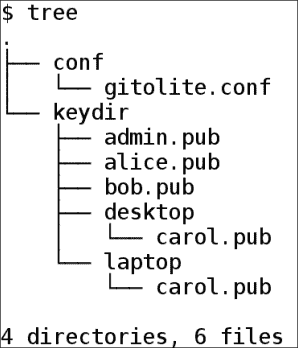 $ tree
.
├── conf
│   └── gitolite.conf
└── keydir
    ├── admin.pub
    ├── alice.pub
    ├── bob.pub
    ├── desktop
    │   └── carol.pub
    └── laptop
        └── carol.pub
4 directories, 6 files